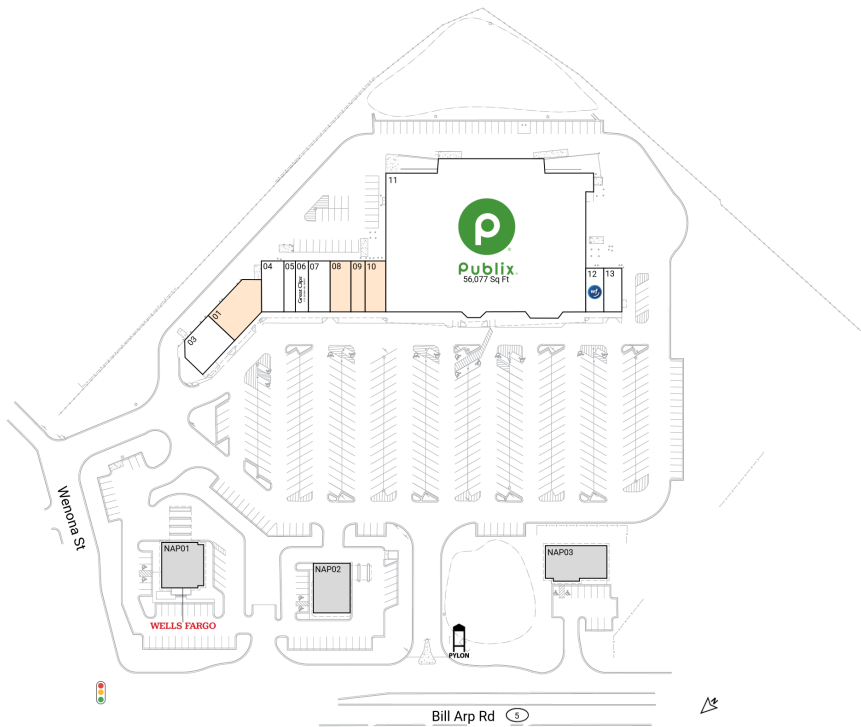 11
Publix.
56,077 Sq Ft
04
05
06
07
08
09
10
12
13
Great Clips
01
03
Wenona St
NAP01
NAP02
NAP03
WELLS FARGO
PYLON
Bill Arp Rd
5